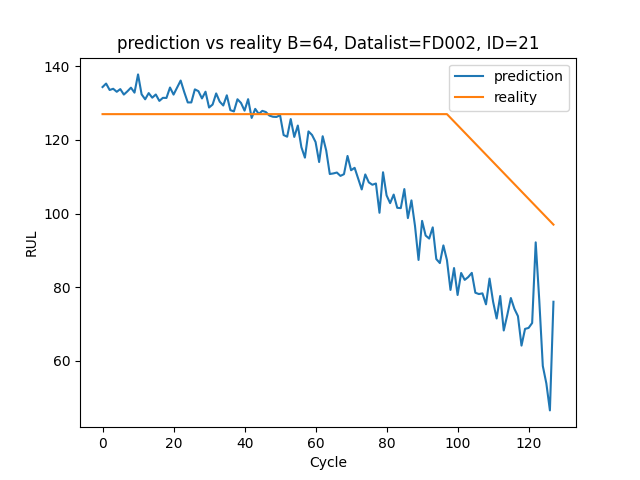 prediction vs reality B=64, Datalist=FD002, ID=21
prediction
reality
140
120
100
80
60
RUL
0 20 40 60 80 100 120
Cycle